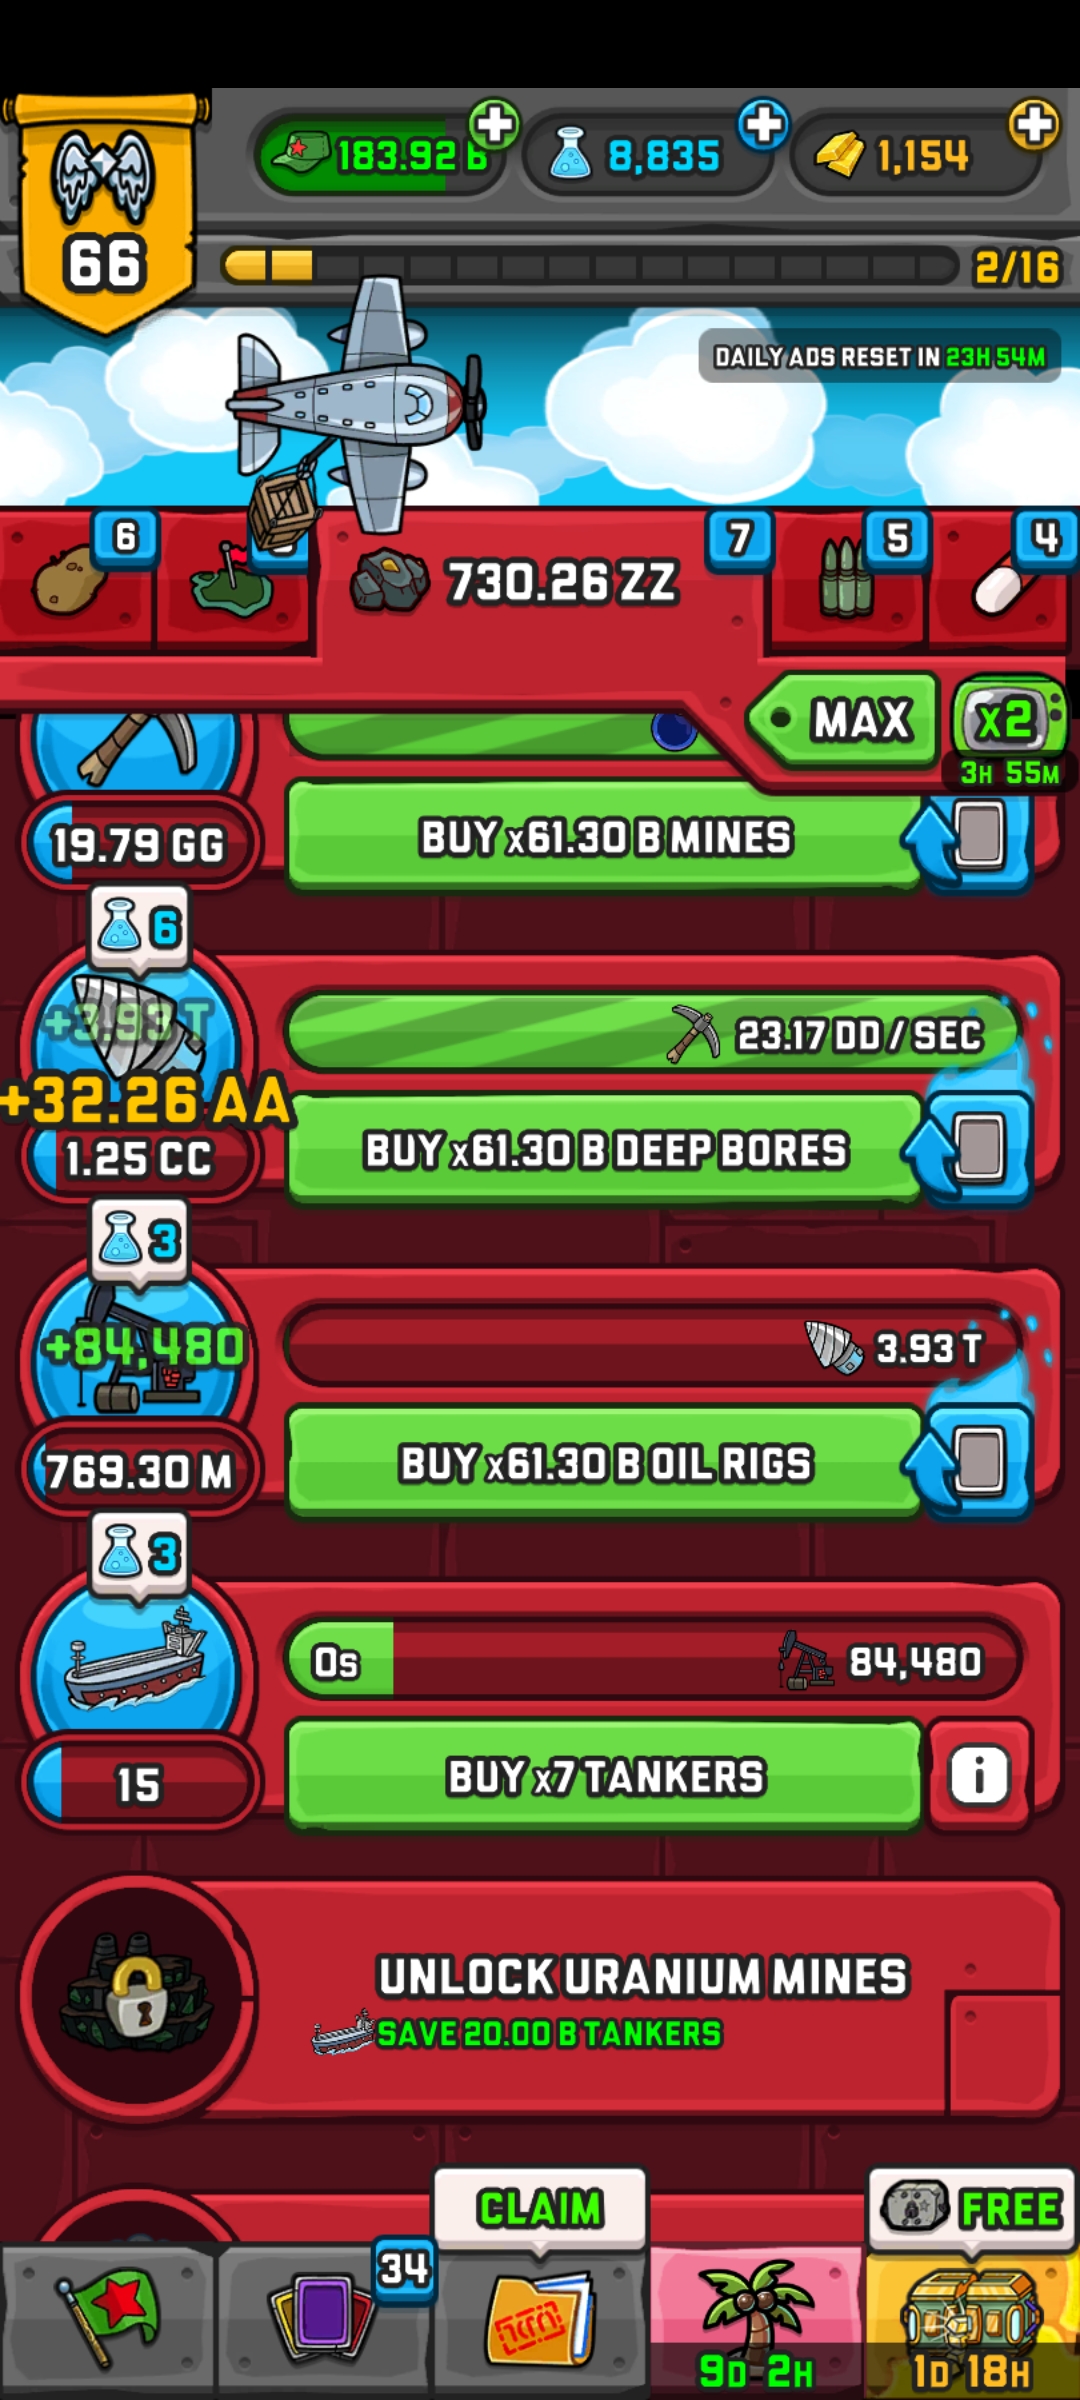 183.92 B
8,835
1,154
66
2/16
DAILY ADS RESET IN 23H 54M
6
7
5
4
730.26 ZZ
MAX
x2
3H 55M
19.79 GG
BUY x61.30 B MINES
6
+3.93 T
23.17 DD / SEC
+32.26 AA
1.25 CC
BUY x61.30 B DEEP BORES
3
+84,480
3.93 T
769.30 M
BUY x61.30 B OIL RIGS
3
0s
84,480
15
BUY x7 TANKERS
i
UNLOCK URANIUM MINES
SAVE 20.00 B TANKERS
CLAIM
FREE
34
9D 2H
1D 18H